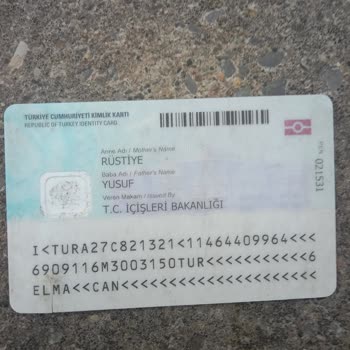 TÜRKİYE CUMHURİYETİ KİMLİK KARTI
REPUBLIC OF TURKEY IDENTITY CARD
Anne Adı / Mother's Name
RÜSTİYE
Baba Adı / Father's Name
YUSUF
Veren Makam / Issued By
T.C. İÇİŞLERİ BAKANLIĞI
021531
I<TURA27C821321<11464409964<<<
6909116M3003150TUR<<<<<<<<<<<6
ELMA<<CAN<<<<<<<<<<<<<<<<<<<<<